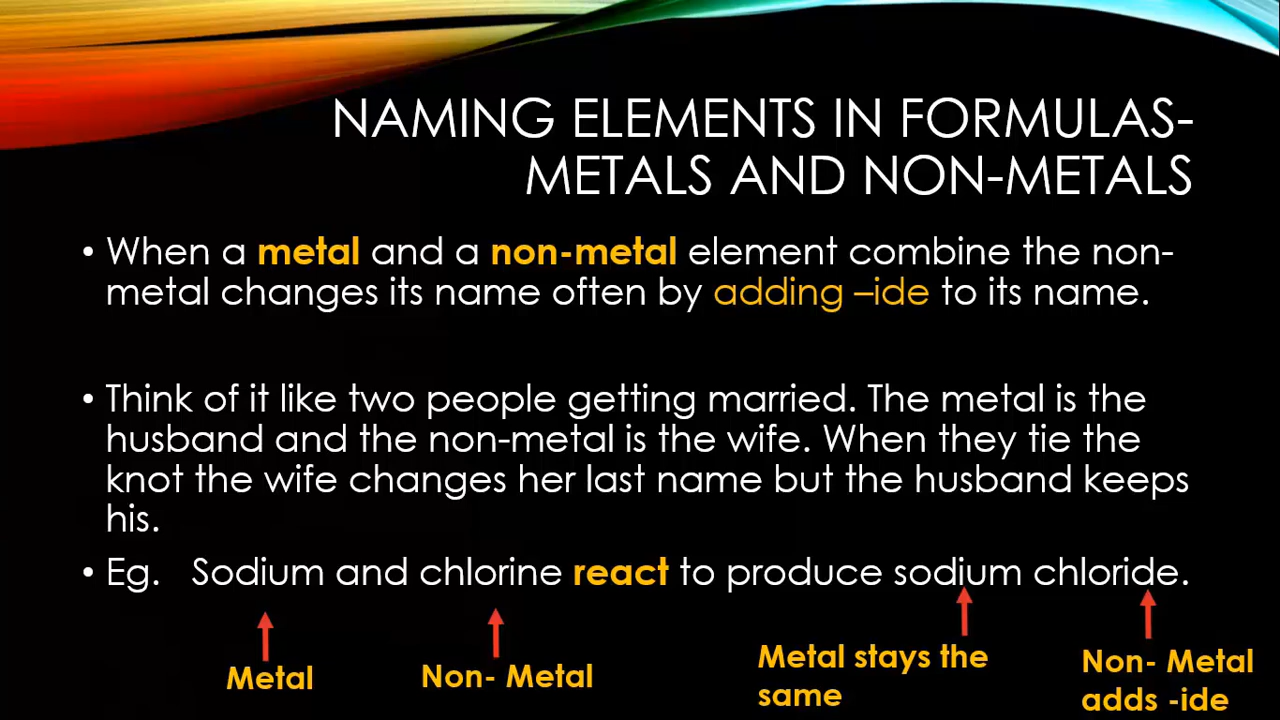 NAMING ELEMENTS IN FORMULAS-
METALS AND NON-METALS
• When a metal and a non-metal element combine the non-
metal changes its name often by adding –ide to its name.
• Think of it like two people getting married. The metal is the
husband and the non-metal is the wife. When they tie the
knot the wife changes her last name but the husband keeps
his.
• Eg. Sodium and chlorine react to produce sodium chloride.
Metal
Non- Metal
Metal stays the
same
Non- Metal
adds -ide